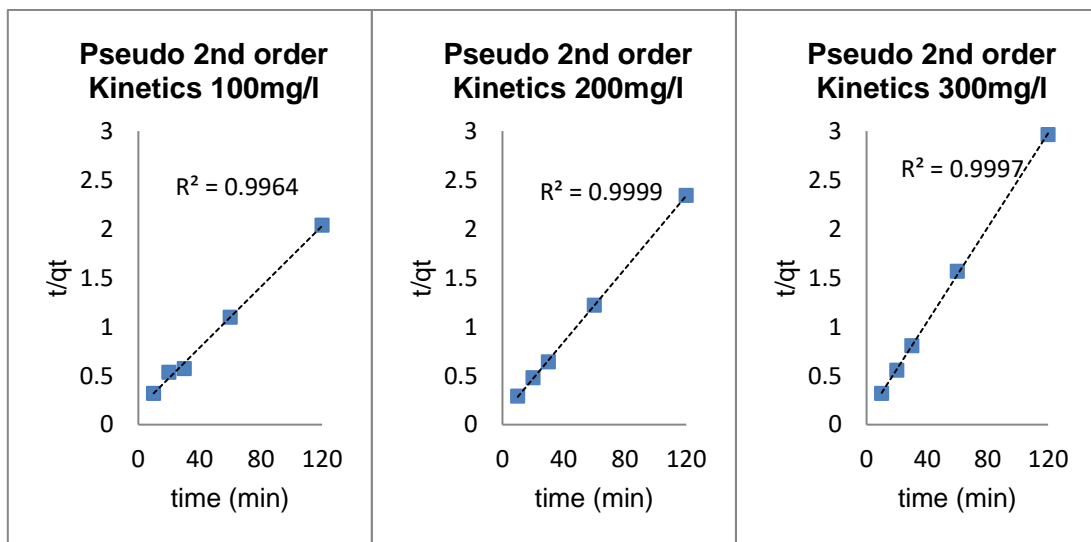 Pseudo 2nd order
Kinetics 100mg/l
3
2.5
2
1.5
1
0.5
0
R² = 0.9964
t/qt
0 40 80 120
time (min)
Pseudo 2nd order
Kinetics 200mg/l
3
2.5
2
1.5
1
0.5
0
R² = 0.9999
t/qt
0 40 80 120
time (min)
Pseudo 2nd order
Kinetics 300mg/l
3
2.5
2
1.5
1
0.5
0
R² = 0.9997
t/qt
0 40 80 120
time (min)